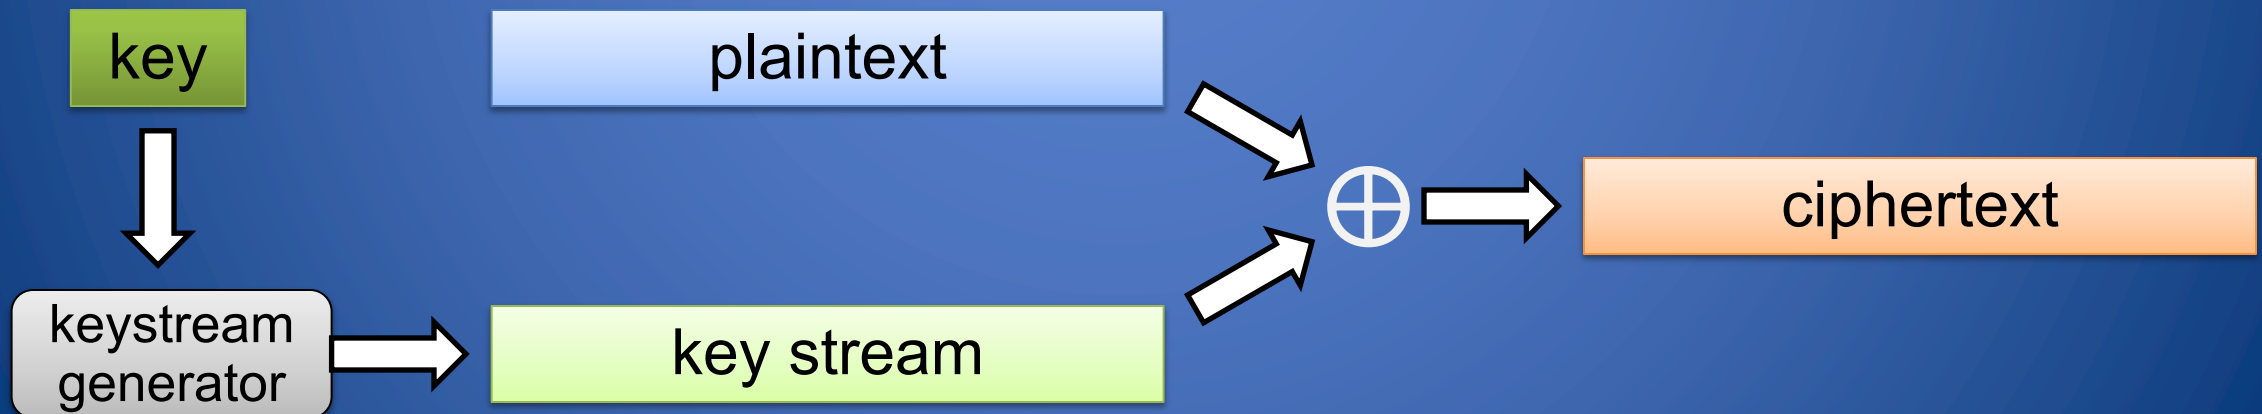 key
plaintext
ciphertext
keystream
generator
key stream